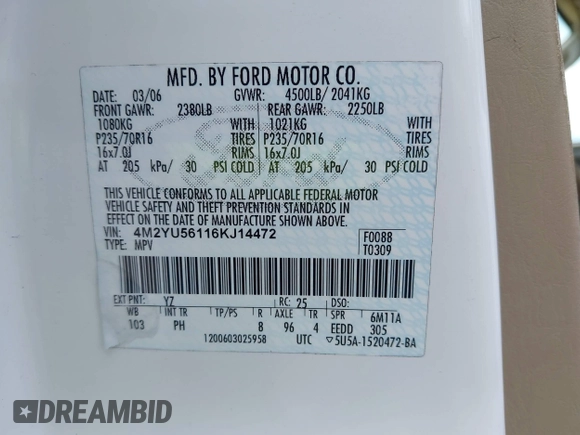 MFD. BY FORD MOTOR CO.
DATE: 03/06 GVWR: 4500LB/ 2041KG
FRONT GAWR: 2380LB REAR GAWR: 2250LB
1080KG WITH 1021KG WITH
P235/70R16 TIRES P235/70R16 TIRES
16x7.0J RIMS 16x7.0J RIMS
AT 205 kPa/ 30 PSI COLD AT 205 kPa/ 30 PSI COLD
THIS VEHICLE CONFORMS TO ALL APPLICABLE FEDERAL MOTOR
VEHICLE SAFETY AND THEFT PREVENTION STANDARDS IN
EFFECT ON THE DATE OF MANUFACTURE SHOWN ABOVE.
VIN: 4M2YU56116KJ14472 F0088
TYPE: MPV T0309
EXT PNT: YZ RC: 25 DSO:
WB INT TR TP/PS R AXLE TR SPR 6M11A
103 PH 8 96 4 EEDD 305
1200603025958 UTC ▽5U5A-1520472-BA
DREAMBID